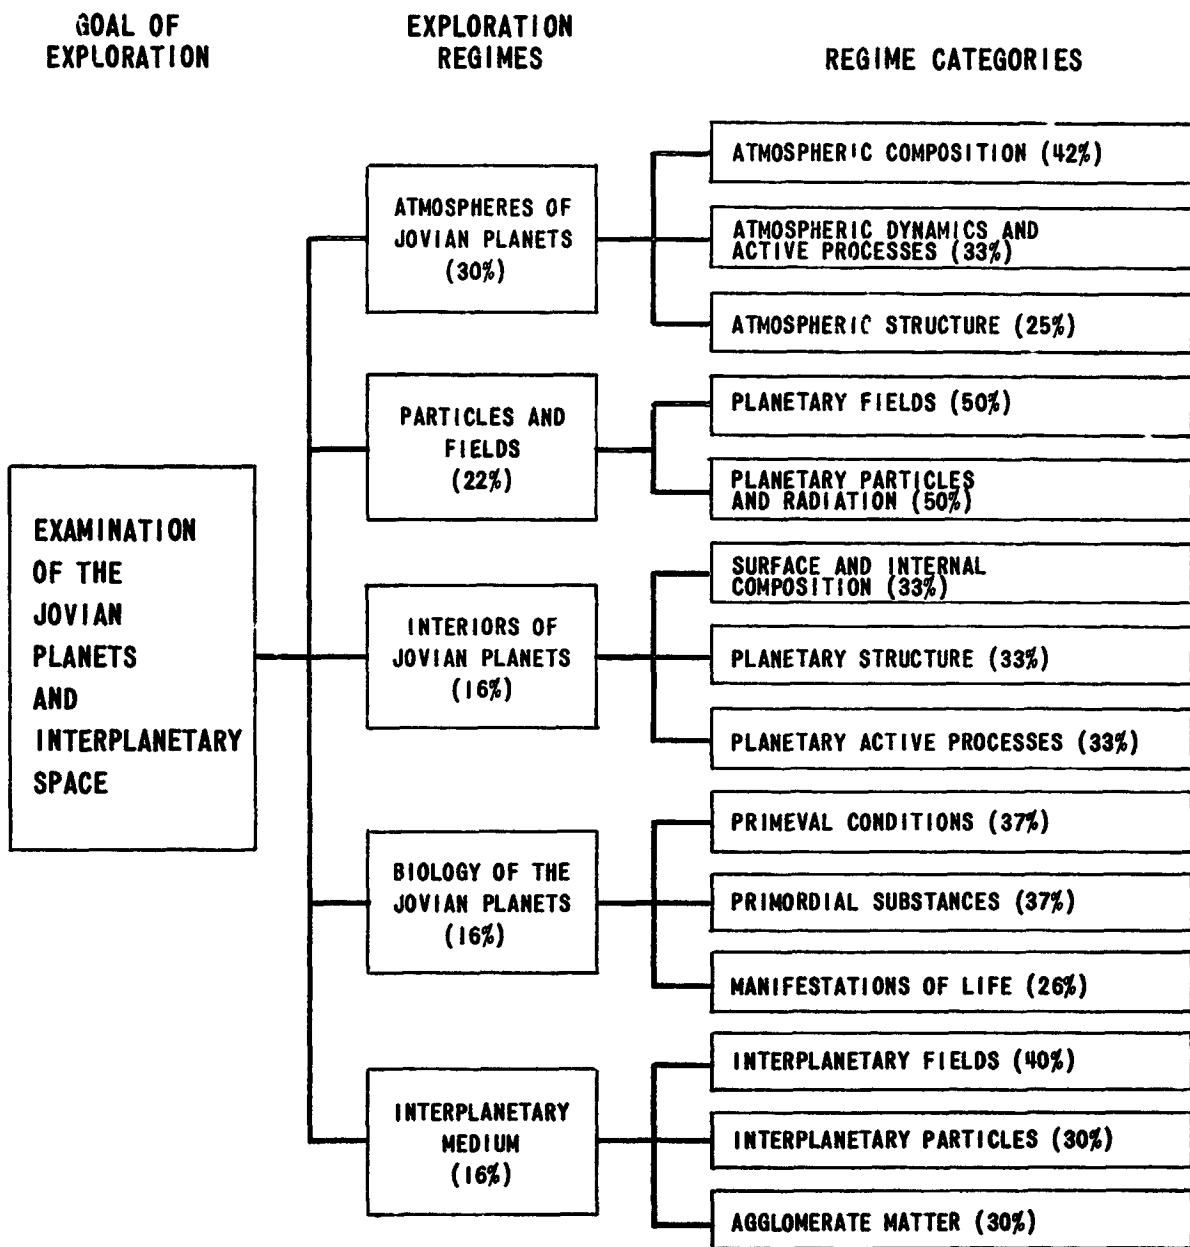 GOAL OF
EXPLORATION
EXPLORATION
REGIMES
REGIME CATEGORIES
EXAMINATION
OF THE
JOVIAN
PLANETS
AND
INTERPLANETARY
SPACE
ATMOSPHERES OF
JOVIAN PLANETS
(30%)
ATMOSPHERIC COMPOSITION (42%)
ATMOSPHERIC DYNAMICS AND
ACTIVE PROCESSES (33%)
ATMOSPHERIC STRUCTURE (25%)
PARTICLES AND
FIELDS
(22%)
PLANETARY FIELDS (50%)
PLANETARY PARTICLES
AND RADIATION (50%)
INTERIORS OF
JOVIAN PLANETS
(16%)
SURFACE AND INTERNAL
COMPOSITION (33%)
PLANETARY STRUCTURE (33%)
PLANETARY ACTIVE PROCESSES (33%)
BIOLOGY OF THE
JOVIAN PLANETS
(16%)
PRIMEVAL CONDITIONS (37%)
PRIMORDIAL SUBSTANCES (37%)
MANIFESTATIONS OF LIFE (26%)
INTERPLANETARY
MEDIUM
(16%)
INTERPLANETARY FIELDS (40%)
INTERPLANETARY PARTICLES (30%)
AGGLOMERATE MATTER (30%)